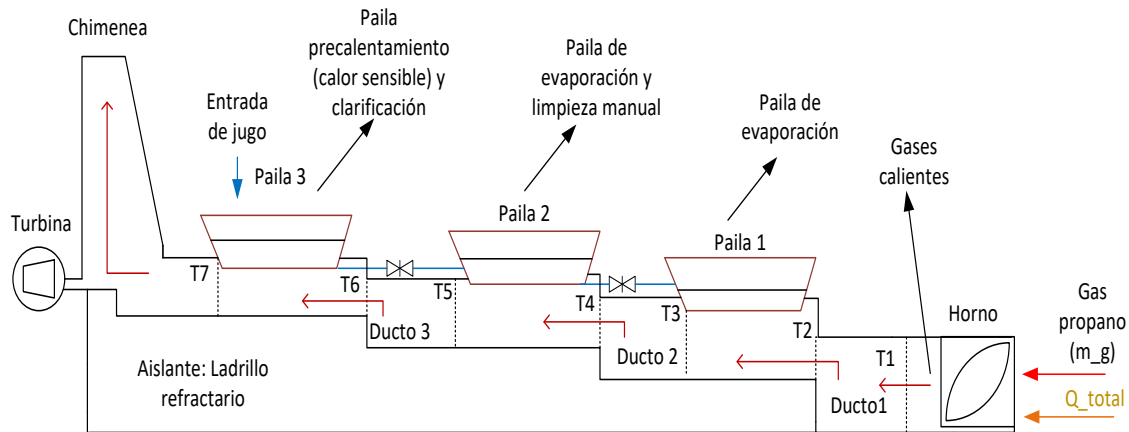 Chimenea
Paila
precalentamiento
(calor sensible) y
clarificación
Paila de
evaporación y
limpieza manual
Paila de
evaporación
Gases
calientes
Entrada
de jugo
Paila 3
Paila 2
Paila 1
Turbina
T7
T6
T5
T4
T3
T2
T1
Horno
Gas
propano
(m_g)
Q_total
Ducto 3
Ducto 2
Ducto1
Aislante: Ladrillo
refractario